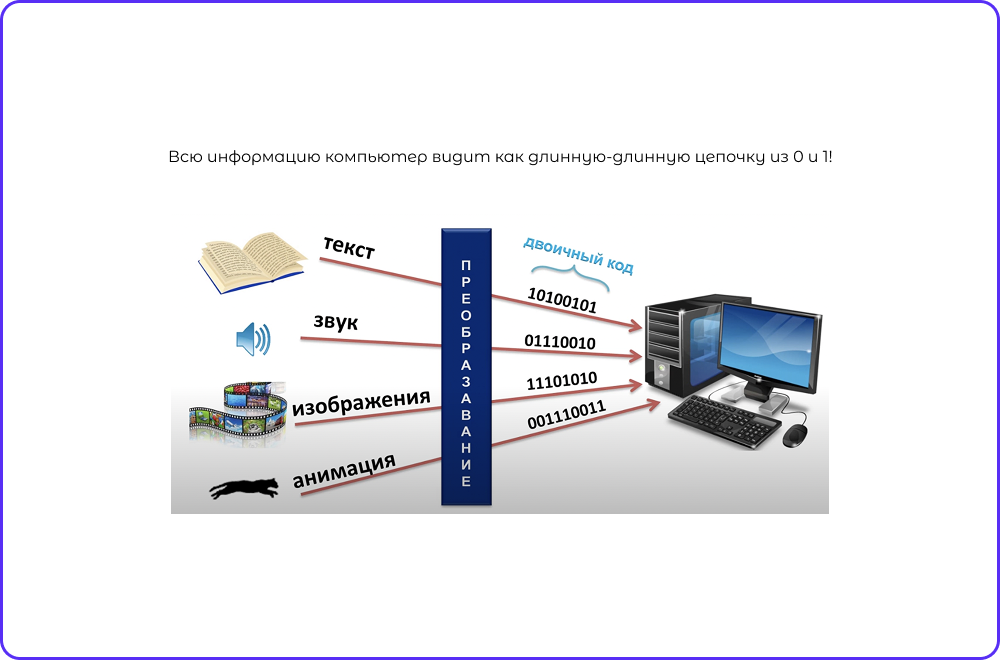 Всю информацию компьютер видит как длинную-длинную цепочку из 0 и 1!
текст
звук
изображения
анимация
ПРЕОБРАЗАВАНИЕ
двоичный код
10100101
01110010
11101010
001110011